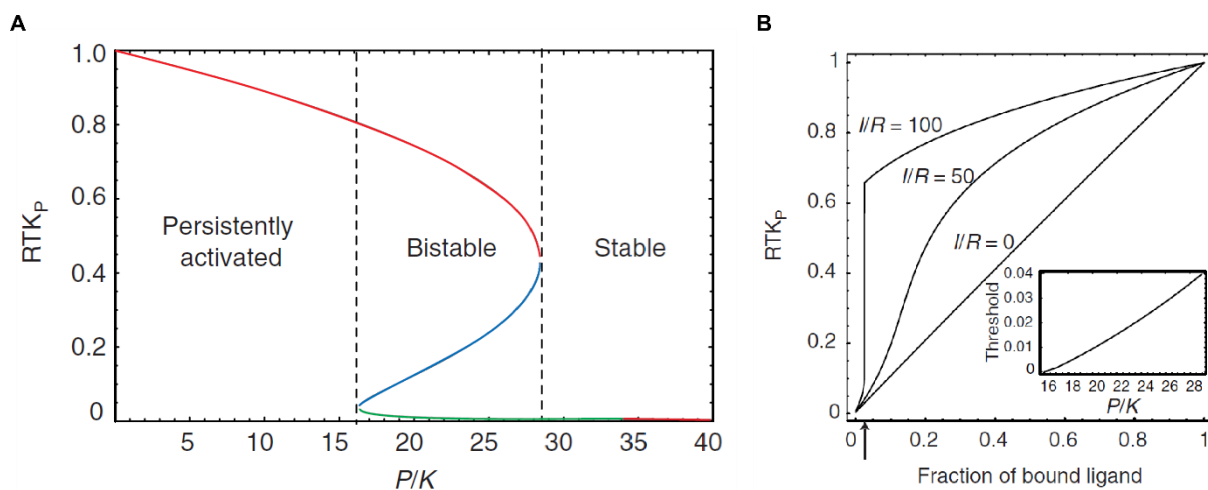 A
1.0
0.8
0.6
0.4
0.2
0
RTKP
Persistently
activated
Bistable
Stable
5
10
15
20
25
30
35
40
P/K
B
1
0.8
0.6
0.4
0.2
0
RTKP
I/R = 100
I/R = 50
I/R = 0
0.04
0.03
0.02
0.01
0
Threshold
16 18 20 22 24 26 28
P/K
0 0.2 0.4 0.6 0.8 1
Fraction of bound ligand